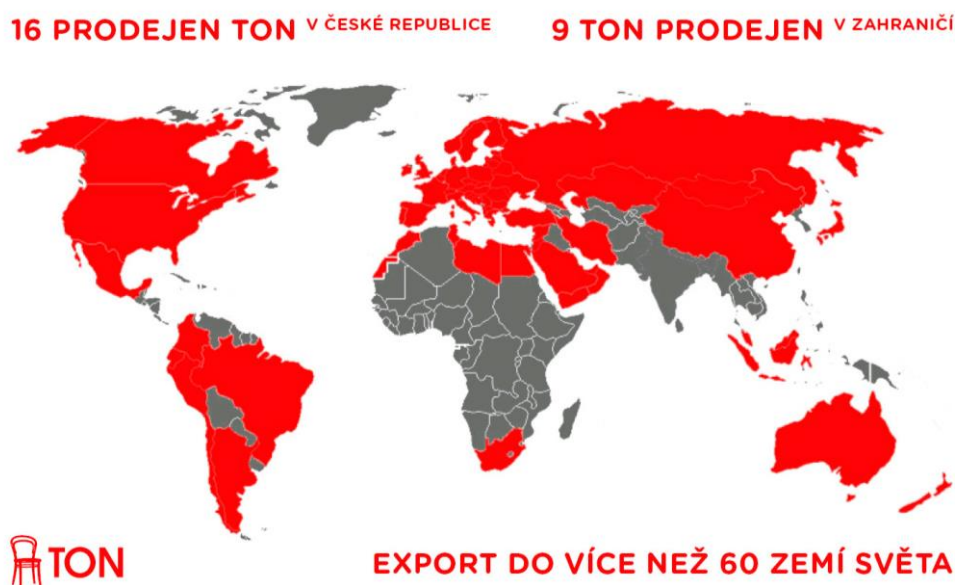 16 PRODEJEN TON V ČESKÉ REPUBLICE
9 TON PRODEJEN V ZAHRANIČÍ
TON
EXPORT DO VÍCE NEŽ 60 ZEMÍ SVĚTA